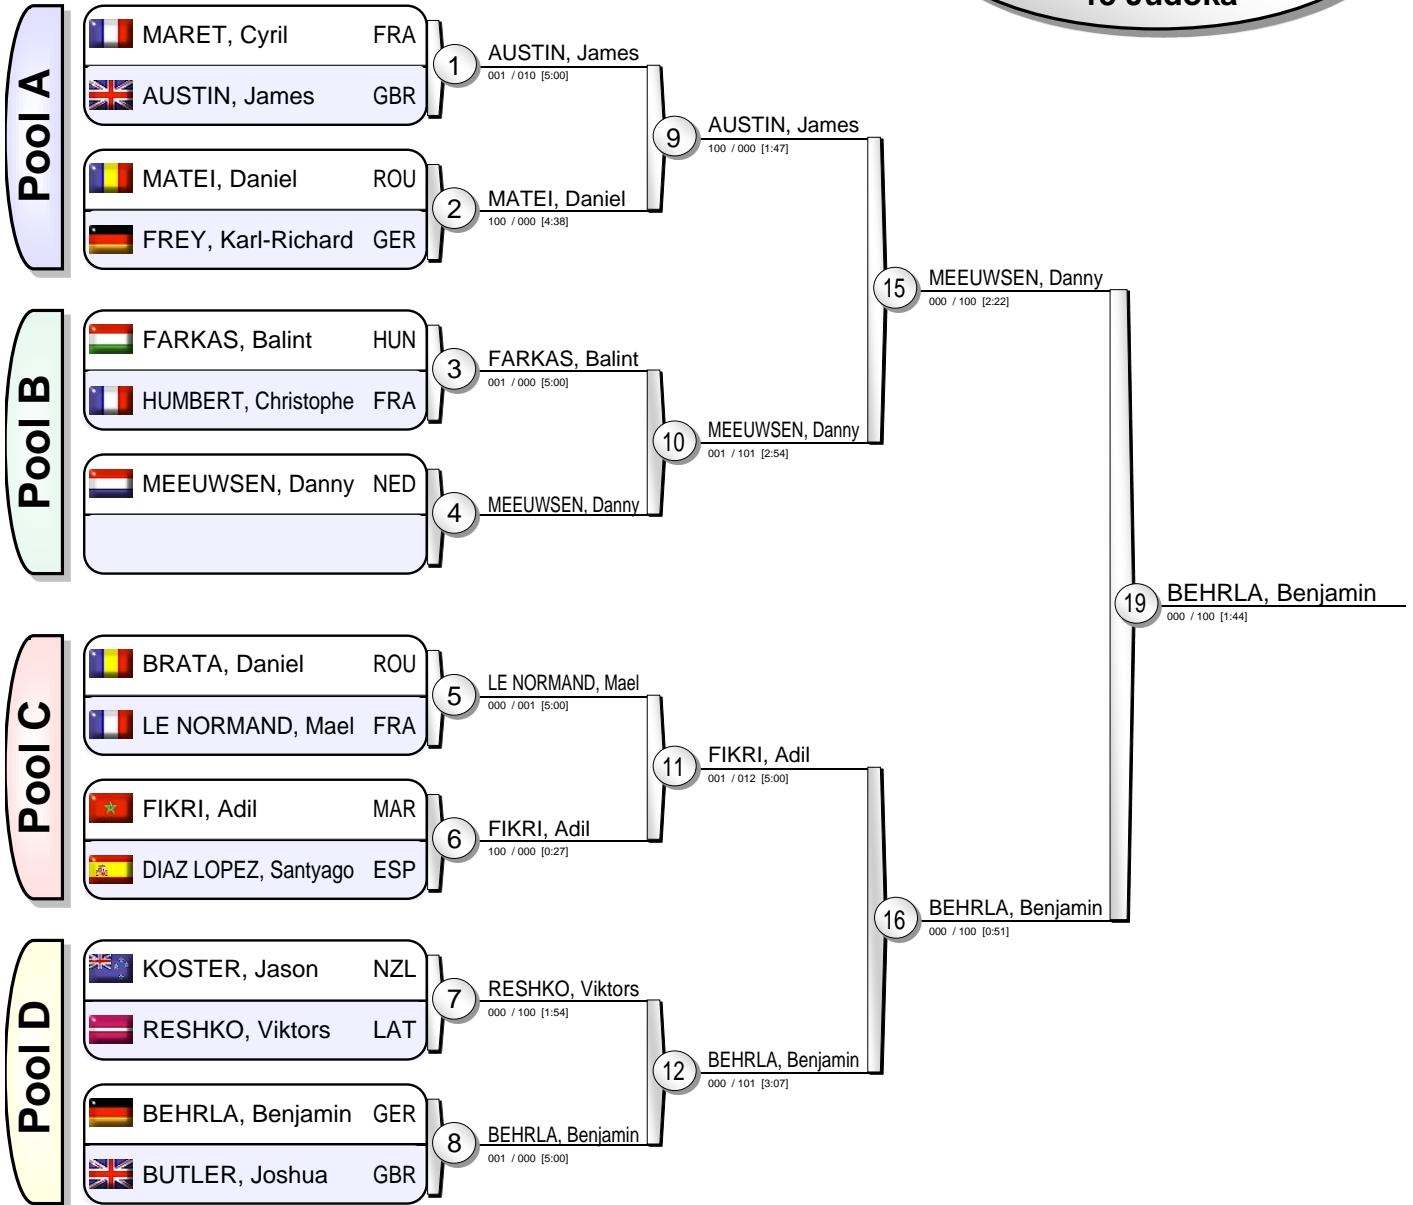 Pool A
MARET, Cyril FRA
AUSTIN, James GBR
1
AUSTIN, James
001 / 010 [5:00]
MATEI, Daniel ROU
FREY, Karl-Richard GER
2
MATEI, Daniel
100 / 000 [4:38]
9
AUSTIN, James
100 / 000 [1:47]
Pool B
FARKAS, Balint HUN
HUMBERT, Christophe FRA
3
FARKAS, Balint
001 / 000 [5:00]
MEEUWSEN, Danny NED
4
MEEUWSEN, Danny
10
MEEUWSEN, Danny
001 / 101 [2:54]
15
MEEUWSEN, Danny
000 / 100 [2:22]
Pool C
BRATA, Daniel ROU
LE NORMAND, Mael FRA
5
LE NORMAND, Mael
000 / 001 [5:00]
FIKRI, Adil MAR
DIAZ LOPEZ, Santyago ESP
6
FIKRI, Adil
100 / 000 [0:27]
11
FIKRI, Adil
001 / 012 [5:00]
Pool D
KOSTER, Jason NZL
RESHKO, Viktors LAT
7
RESHKO, Viktors
000 / 100 [1:54]
BEHRLA, Benjamin GER
BUTLER, Joshua GBR
8
BEHRLA, Benjamin
001 / 000 [5:00]
12
BEHRLA, Benjamin
000 / 101 [3:07]
16
BEHRLA, Benjamin
000 / 100 [0:51]
19
BEHRLA, Benjamin
000 / 100 [1:44]